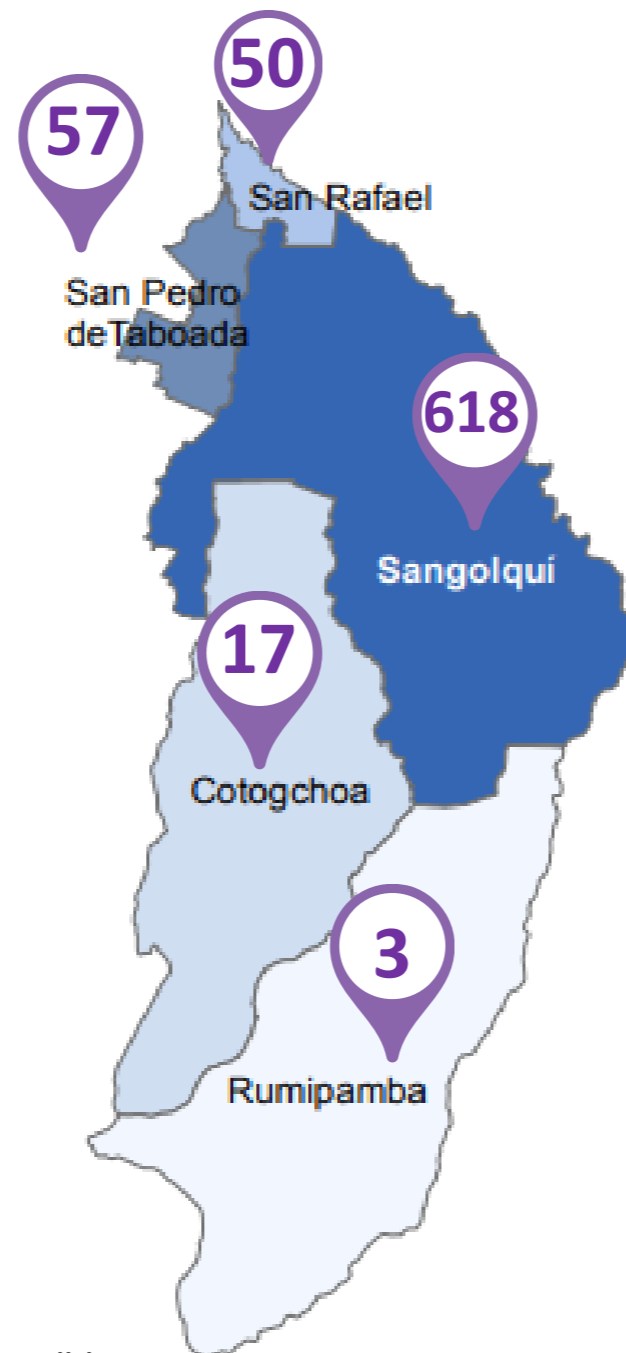 50
57
San Rafael
San Pedro
deTaboada
618
Sangolquí
17
Cotogchoa
3
Rumipamba